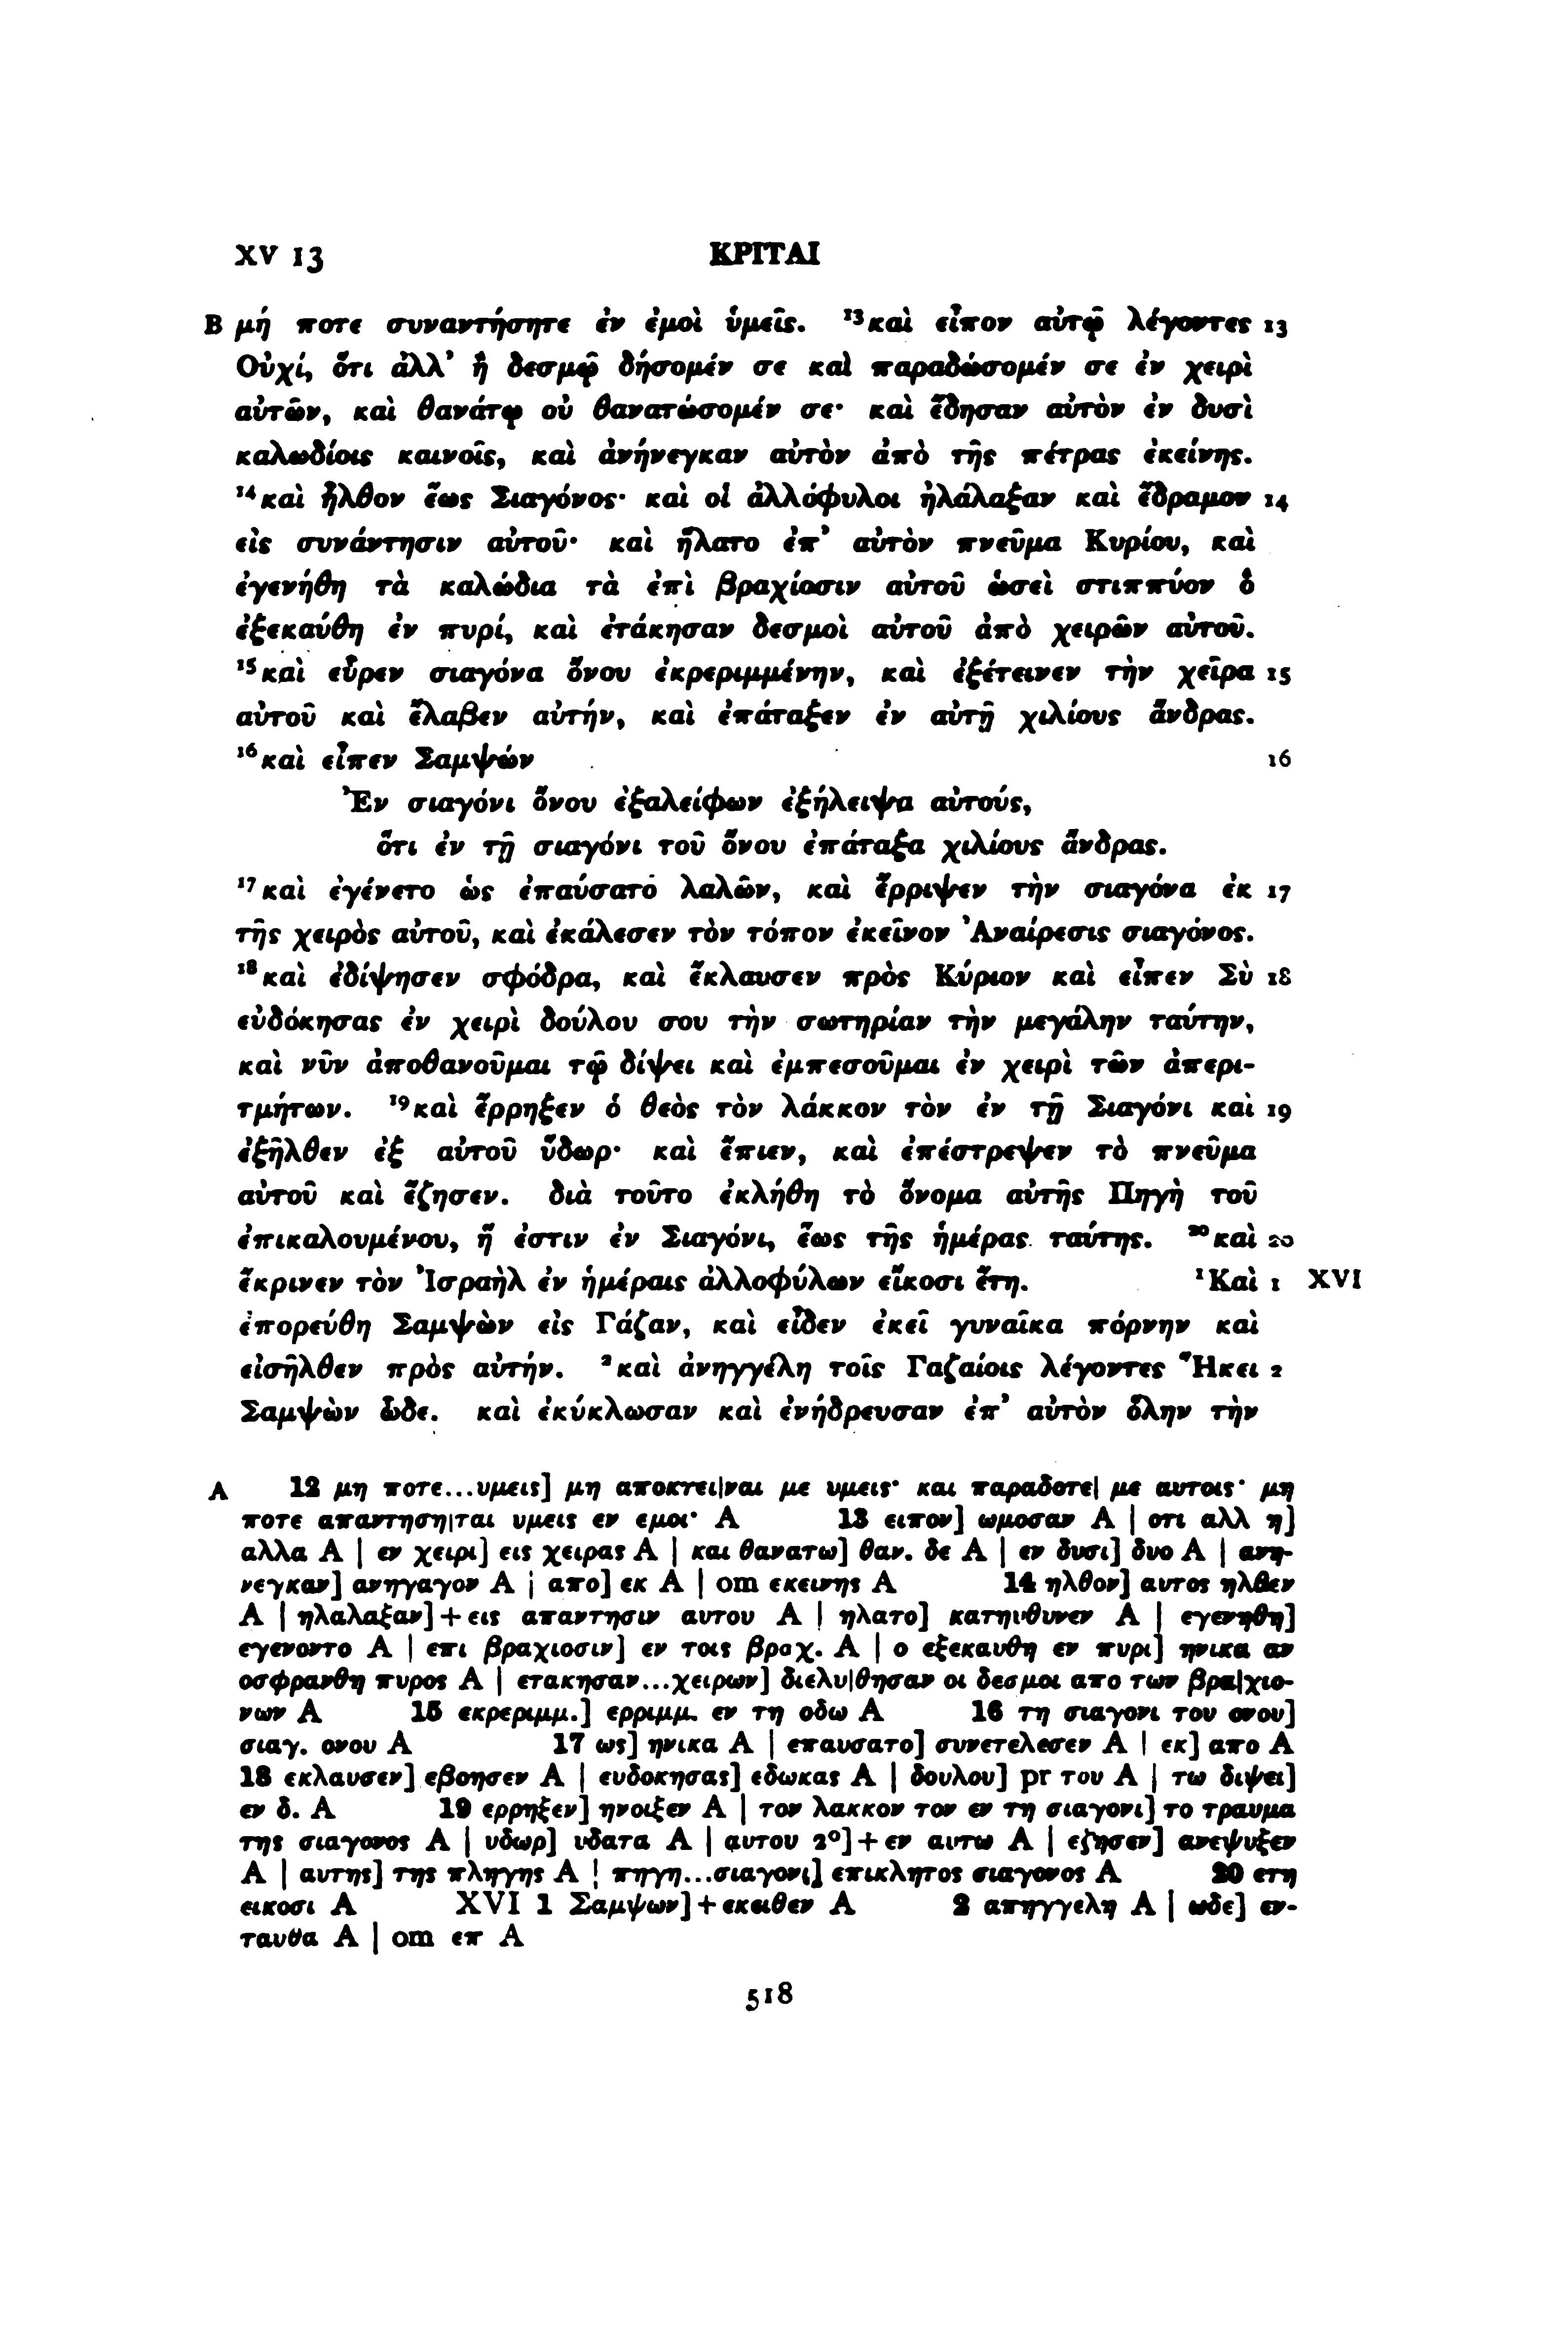 XV 13 ΚΡΙΤΑΙ
B μή ποτε συναντήσητε ἐν ἐμοὶ ὑμεῖς. ¹³καὶ εἶπον αὐτῷ λέγοντες 13
Οὐχί, ὅτι ἀλλ’ ἢ δεσμῷ δήσομέν σε καὶ παραδώσομέν σε ἐν χειρὶ
αὐτῶν, καὶ θανάτῳ οὐ θανατώσομέν σε· καὶ ἔδησαν αὐτὸν ἐν δυσὶ
καλωδίοις καινοῖς, καὶ ἀνήνεγκαν αὐτὸν ἀπὸ τῆς πέτρας ἐκείνης.
¹⁴καὶ ἦλθον ἕως Σιαγόνος· καὶ οἱ ἀλλόφυλοι ἠλάλαξαν καὶ ἔδραμον 14
εἰς συνάντησιν αὐτοῦ· καὶ ἥλατο ἐπ’ αὐτὸν πνεῦμα Κυρίου, καὶ
ἐγενήθη τὰ καλώδια τὰ ἐπὶ βραχίοσιν αὐτοῦ ὡσεὶ στιππύον ὃ
ἐξεκαύθη ἐν πυρί, καὶ ἐτάκησαν δεσμοὶ αὐτοῦ ἀπὸ χειρῶν αὐτοῦ.
¹⁵καὶ εὗρεν σιαγόνα ὄνου ἐκρεριμμένην, καὶ ἐξέτεινεν τὴν χεῖρα 15
αὐτοῦ καὶ ἔλαβεν αὐτήν, καὶ ἐπάταξεν ἐν αὐτῇ χιλίους ἄνδρας.
¹⁶καὶ εἶπεν Σαμψών 16
Ἐν σιαγόνι ὄνου ἐξαλείφων ἐξήλειψα αὐτούς,
ὅτι ἐν τῇ σιαγόνι τοῦ ὄνου ἐπάταξα χιλίους ἄνδρας.
¹⁷καὶ ἐγένετο ὡς ἐπαύσατο λαλῶν, καὶ ἔρριψεν τὴν σιαγόνα ἐκ 17
τῆς χειρὸς αὐτοῦ, καὶ ἐκάλεσεν τὸν τόπον ἐκεῖνον Ἀναίρεσις σιαγόνος.
¹⁸καὶ ἐδίψησεν σφόδρα, καὶ ἔκλαυσεν πρὸς Κύριον καὶ εἶπεν Σὺ 18
εὐδόκησας ἐν χειρὶ δούλου σου τὴν σωτηρίαν τὴν μεγάλην ταύτην,
καὶ νῦν ἀποθανοῦμαι τῷ δίψει καὶ ἐμπεσοῦμαι ἐν χειρὶ τῶν ἀπερι-
τμήτων. ¹⁹καὶ ἔρρηξεν ὁ θεὸς τὸν λάκκον τὸν ἐν τῇ Σιαγόνι καὶ 19
ἐξῆλθεν ἐξ αὐτοῦ ὕδωρ· καὶ ἔπιεν, καὶ ἐπέστρεψεν τὸ πνεῦμα
αὐτοῦ καὶ ἔζησεν. διὰ τοῦτο ἐκλήθη τὸ ὄνομα αὐτῆς Πηγὴ τοῦ
ἐπικαλουμένου, ἥ ἐστιν ἐν Σιαγόνι, ἕως τῆς ἡμέρας ταύτης. ²⁰καὶ 20
ἔκρινεν τὸν Ἰσραὴλ ἐν ἡμέραις ἀλλοφύλων εἴκοσι ἔτη. ¹Καὶ 1 XVI
ἐπορεύθη Σαμψὼν εἰς Γάζαν, καὶ εἶδεν ἐκεῖ γυναῖκα πόρνην καὶ
εἰσῆλθεν πρὸς αὐτήν. ²καὶ ἀνηγγέλη τοῖς Γαζαίοις λέγοντες Ἥκει 2
Σαμψὼν ὧδε. καὶ ἐκύκλωσαν καὶ ἐνήδρευσαν ἐπ’ αὐτὸν ὅλην τὴν
A 12 μη ποτε...υμεις] μη αποκτει|ναι με υμεις· και παραδοτε| με αυτοις· μη
ποτε απαντηση|ται υμεις εν εμοι· A 13 ειπον] ωμοσαν A | οτι αλλ η]
αλλα A | εν χειρι] εις χειρας A | και θανατω] θαν. δε A | εν δυσι] δυο A | ανη-
νεγκαν] ανηγαγον A | απο] εκ A | om εκεινης A 14 ηλθον] αυτος ηλθεν
A | ηλαλαξαν]+εις απαντησιν αυτου A | ηλατο] κατηυθυνεν A | εγενηθη]
εγενοντο A | επι βραχιοσιν] εν τοις βραχ. A | ο εξεκαυθη εν πυρι] ηνικα αν
οσφρανθη πυρος A | ετακησαν...χειρων] διελυ|θησαν οι δεσμοι απο των βρα|χιο-
νων A 15 εκρεριμμ.] ερριμμ. εν τη οδω A 16 τη σιαγονι του ονου]
σιαγ. ονου A 17 ως] ηνικα A | επαυσατο] συνετελεσεν A | εκ] απο A
18 εκλαυσεν] εβοησεν A | ευδοκησας] εδωκας A | δουλου] pr του A | τω διψει]
εν δ. A 19 ερρηξεν] ηνοιξεν A | τον λακκον τον εν τη σιαγονι] το τραυμα
της σιαγονος A | υδωρ] υδατα A | αυτου 2°]+εν αυτω A | εζησεν] ανεψυξεν
A | αυτης] της πληγης A | πηγη...σιαγονι] επικλητος σιαγονος A 20 ετη
εικοσι A XVI 1 Σαμψων]+εκειθεν A 2 απηγγελη A | ωδε] εν-
ταυθα A | om επ A
518